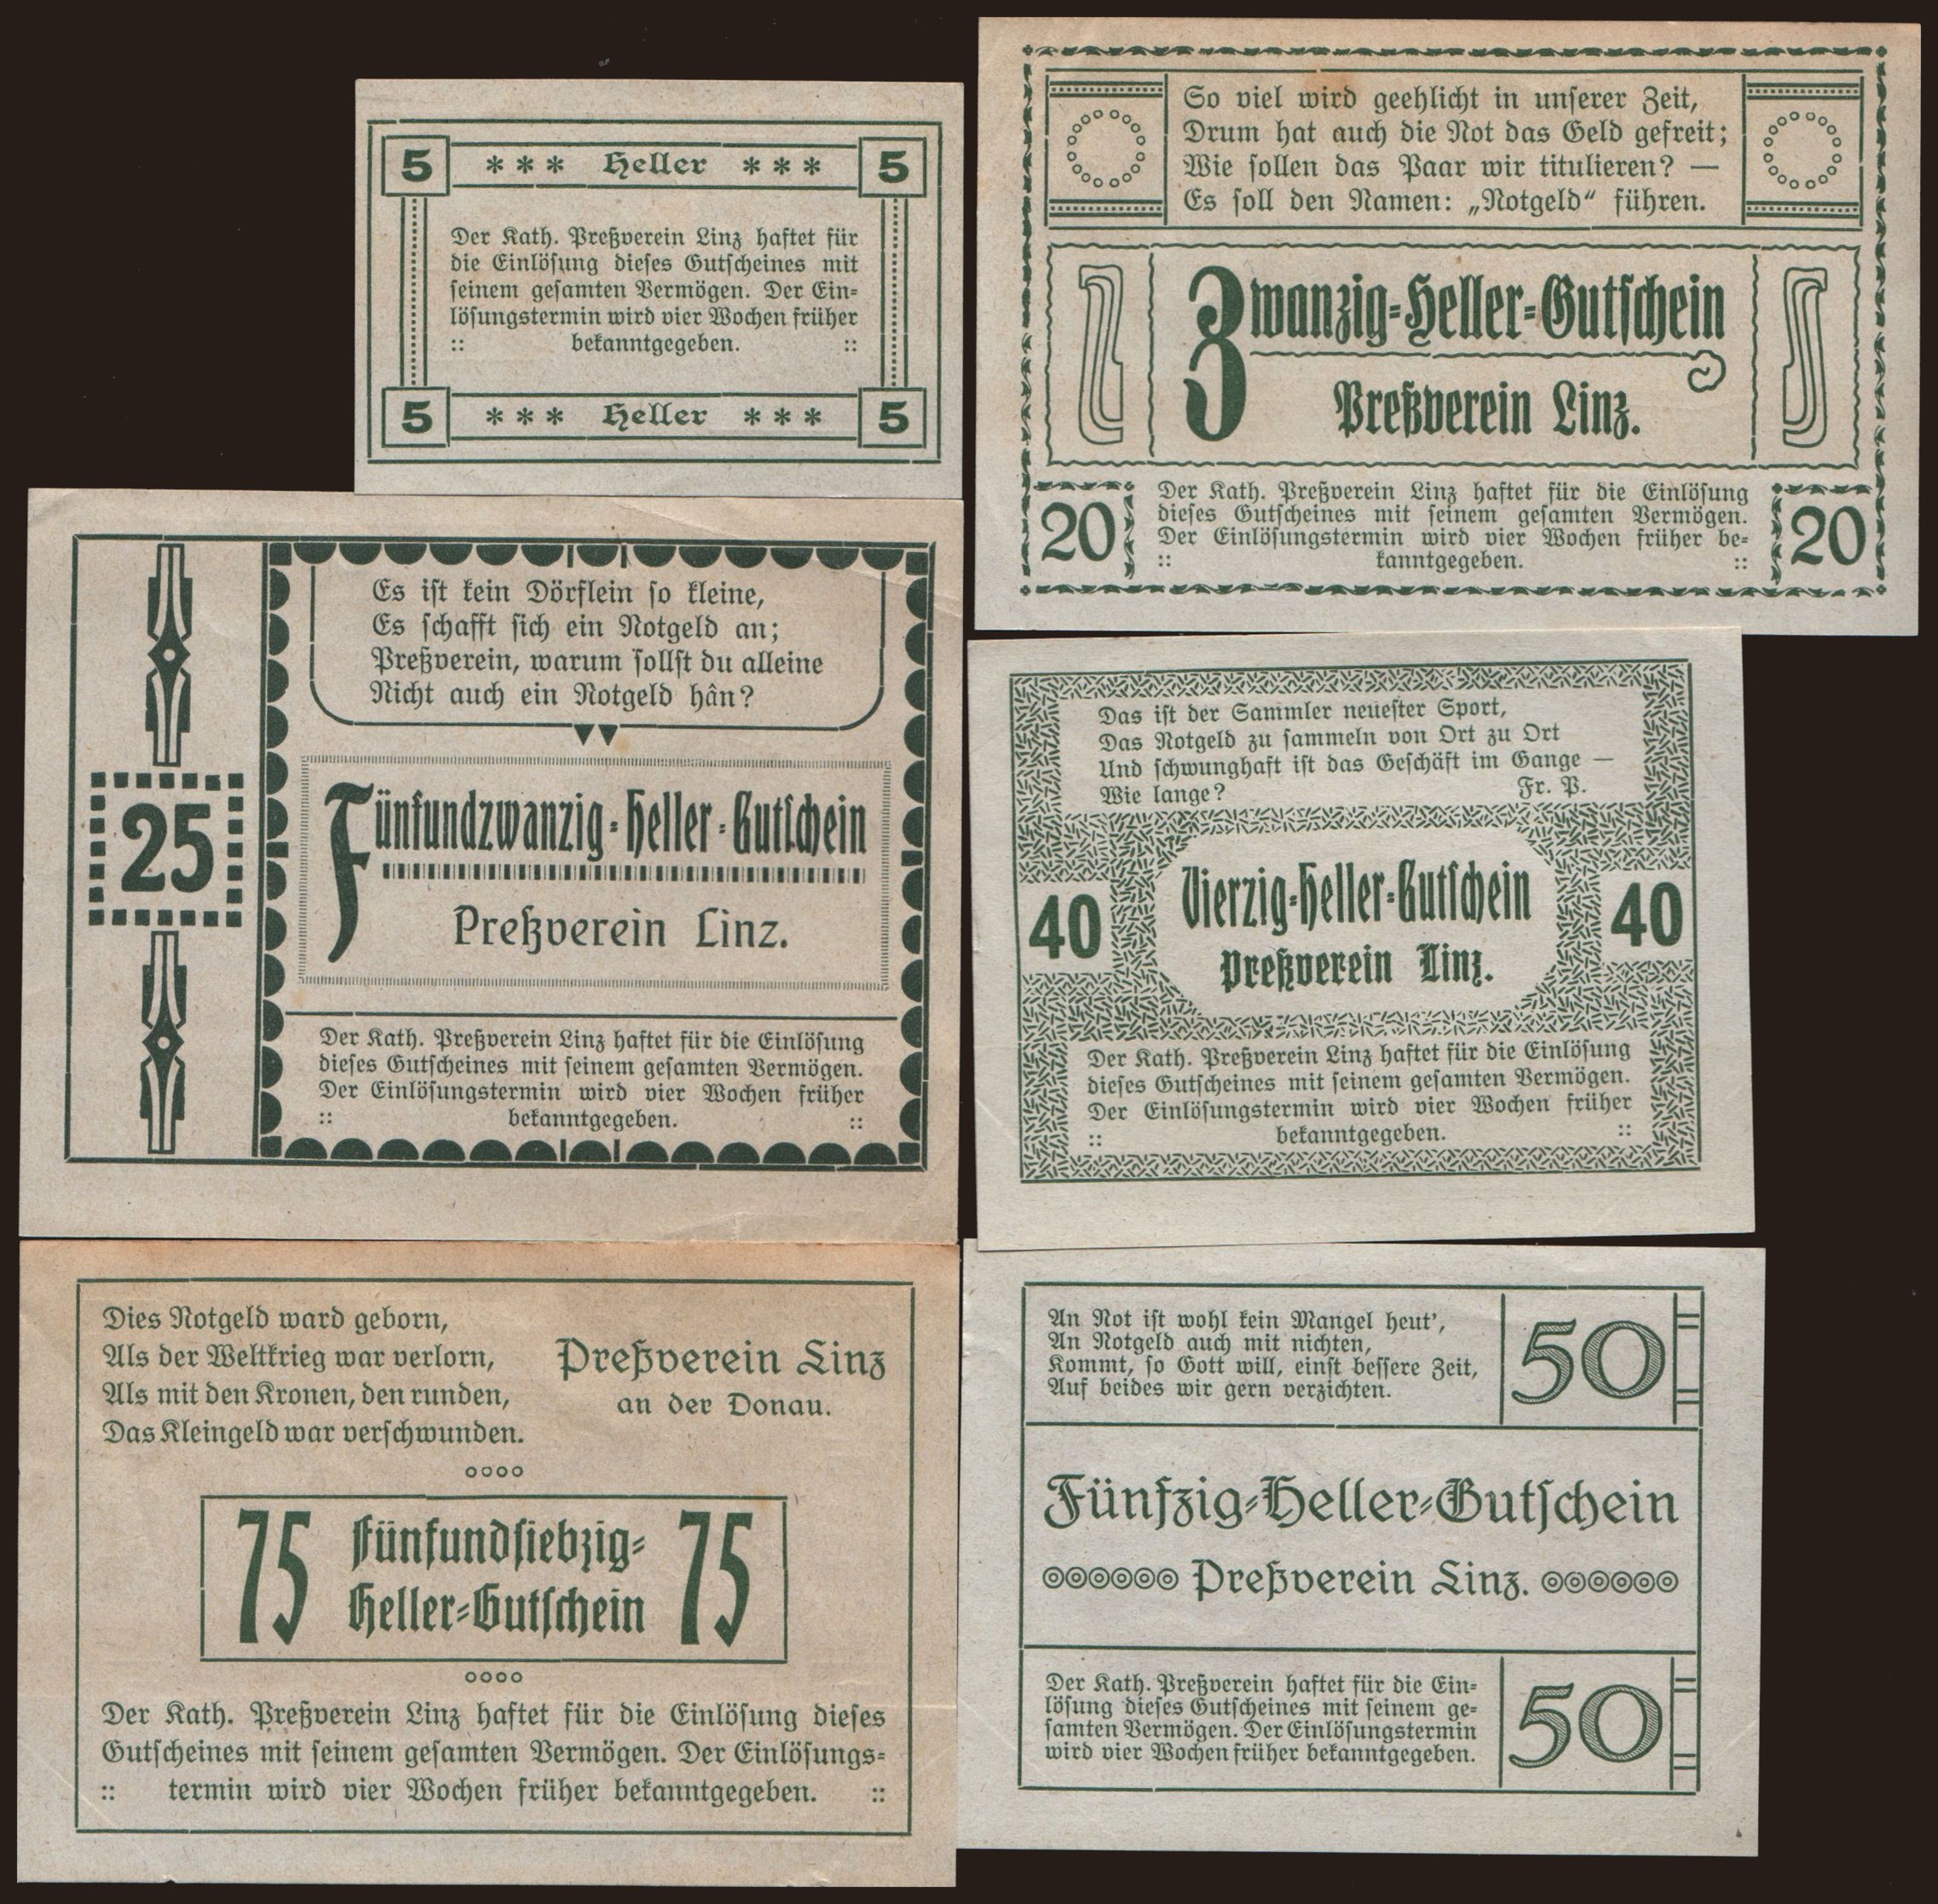 5 *** Heller *** 5
Der Kath. Preßverein Linz haftet für
die Einlösung dieses Gutscheines mit
seinem gesamten Vermögen. Der Ein-
lösungstermin wird vier Wochen früher
:: bekanntgegeben. ::
5 *** Heller *** 5
So viel wird geehlicht in unserer Zeit,
Drum hat auch die Not das Geld gefreit;
Wie sollen das Paar wir titulieren? —
Es soll den Namen: „Notgeld“ führen.
Zwanzig-Heller-Gutschein
Preßverein Linz.
20 20
Der Kath. Preßverein Linz haftet für die Einlösung
dieses Gutscheines mit seinem gesamten Vermögen.
Der Einlösungstermin wird vier Wochen früher be-
:: kanntgegeben. ::
Es ist kein Dörflein so kleine,
Es schafft sich ein Notgeld an;
Preßverein, warum sollst du alleine
Nicht auch ein Notgeld hân?
25
Fünfundzwanzig-Heller-Gutschein
Preßverein Linz.
Der Kath. Preßverein Linz haftet für die Einlösung
dieses Gutscheines mit seinem gesamten Vermögen.
Der Einlösungstermin wird vier Wochen früher
:: bekanntgegeben. ::
Das ist der Sammler neuester Sport,
Das Notgeld zu sammeln von Ort zu Ort
Und schwunghaft ist das Geschäft im Gange —
Wie lange? Fr. P.
40 Vierzig-Heller-Gutschein 40
Preßverein Linz.
Der Kath. Preßverein Linz haftet für die Einlösung
dieses Gutscheines mit seinem gesamten Vermögen.
Der Einlösungstermin wird vier Wochen früher
:: bekanntgegeben. ::
Dies Notgeld ward geborn,
Als der Weltkrieg war verlorn,
Als mit den Kronen, den runden,
Das Kleingeld war verschwunden.
Preßverein Linz
an der Donau.
75 Fünfundsiebzig- 75
Heller-Gutschein
Der Kath. Preßverein Linz haftet für die Einlösung dieses
Gutscheines mit seinem gesamten Vermögen. Der Einlösungs-
:: termin wird vier Wochen früher bekanntgegeben. ::
An Not ist wohl kein Mangel heut',
An Notgeld auch mit nichten,
Kommt, so Gott will, einst bessere Zeit,
Auf beides wir gern verzichten.
50
Fünfzig-Heller-Gutschein
Preßverein Linz.
Der Kath. Preßverein haftet für die Ein-
lösung dieses Gutscheines mit seinem ge-
samten Vermögen. Der Einlösungstermin
wird vier Wochen früher bekanntgegeben.
50